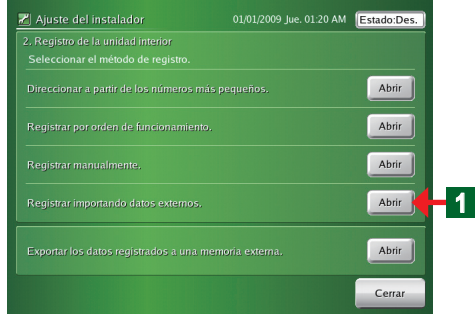 Ajuste del instalador 01/01/2009 Jue. 01:20 AM Estado:Des.
2. Registro de la unidad interior
Seleccionar el método de registro.
Direccionar a partir de los números más pequeños. Abrir
Registrar por orden de funcionamiento. Abrir
Registrar manualmente. Abrir
Registrar importando datos externos. Abrir 1
Exportar los datos registrados a una memoria externa. Abrir
Cerrar